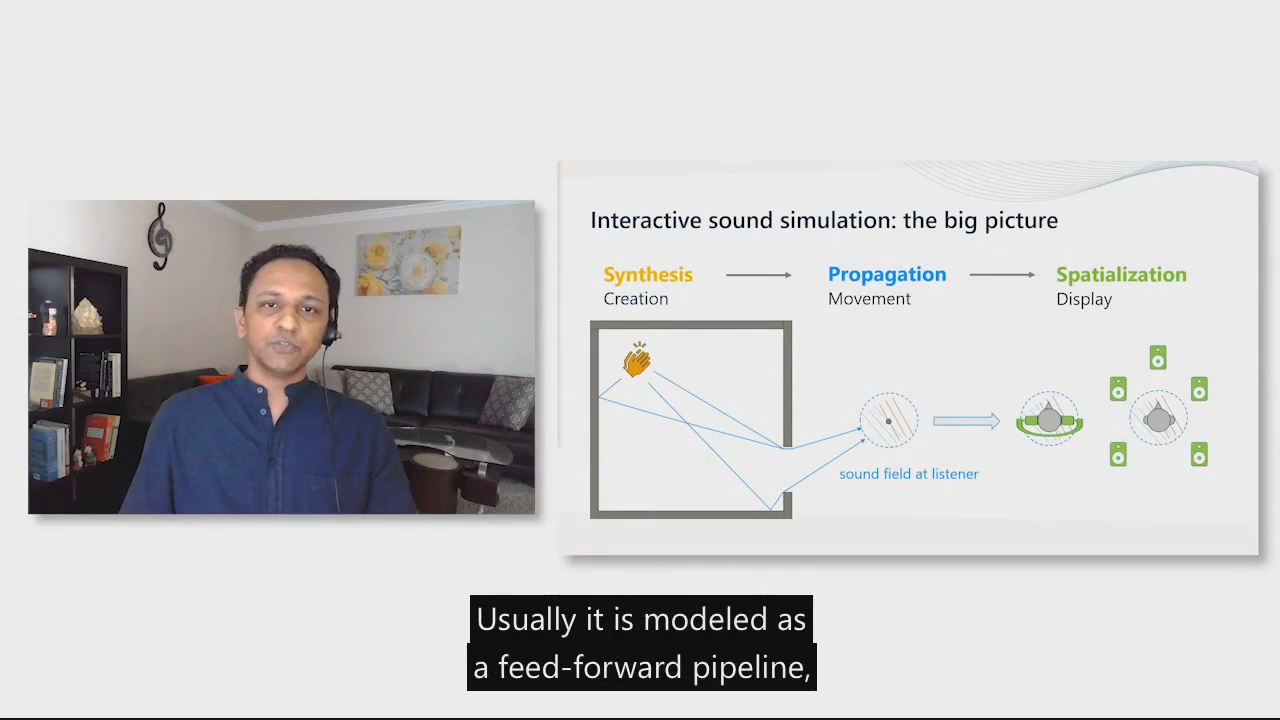 Interactive sound simulation: the big picture
Synthesis
Propagation
Spatialization
Creation
Movement
Display
sound field at listener
Usually it is modeled as
a feed-forward pipeline,